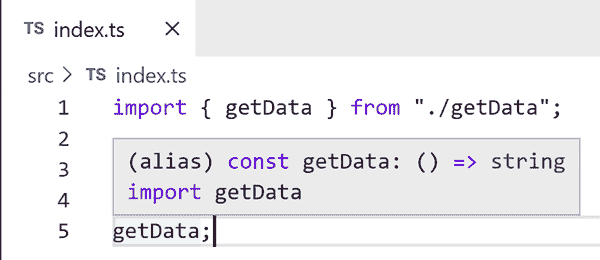 TS index.ts ×
src > TS index.ts
1 import { getData } from "./getData";
2
3 (alias) const getData: () => string
4 import getData
5 getData;